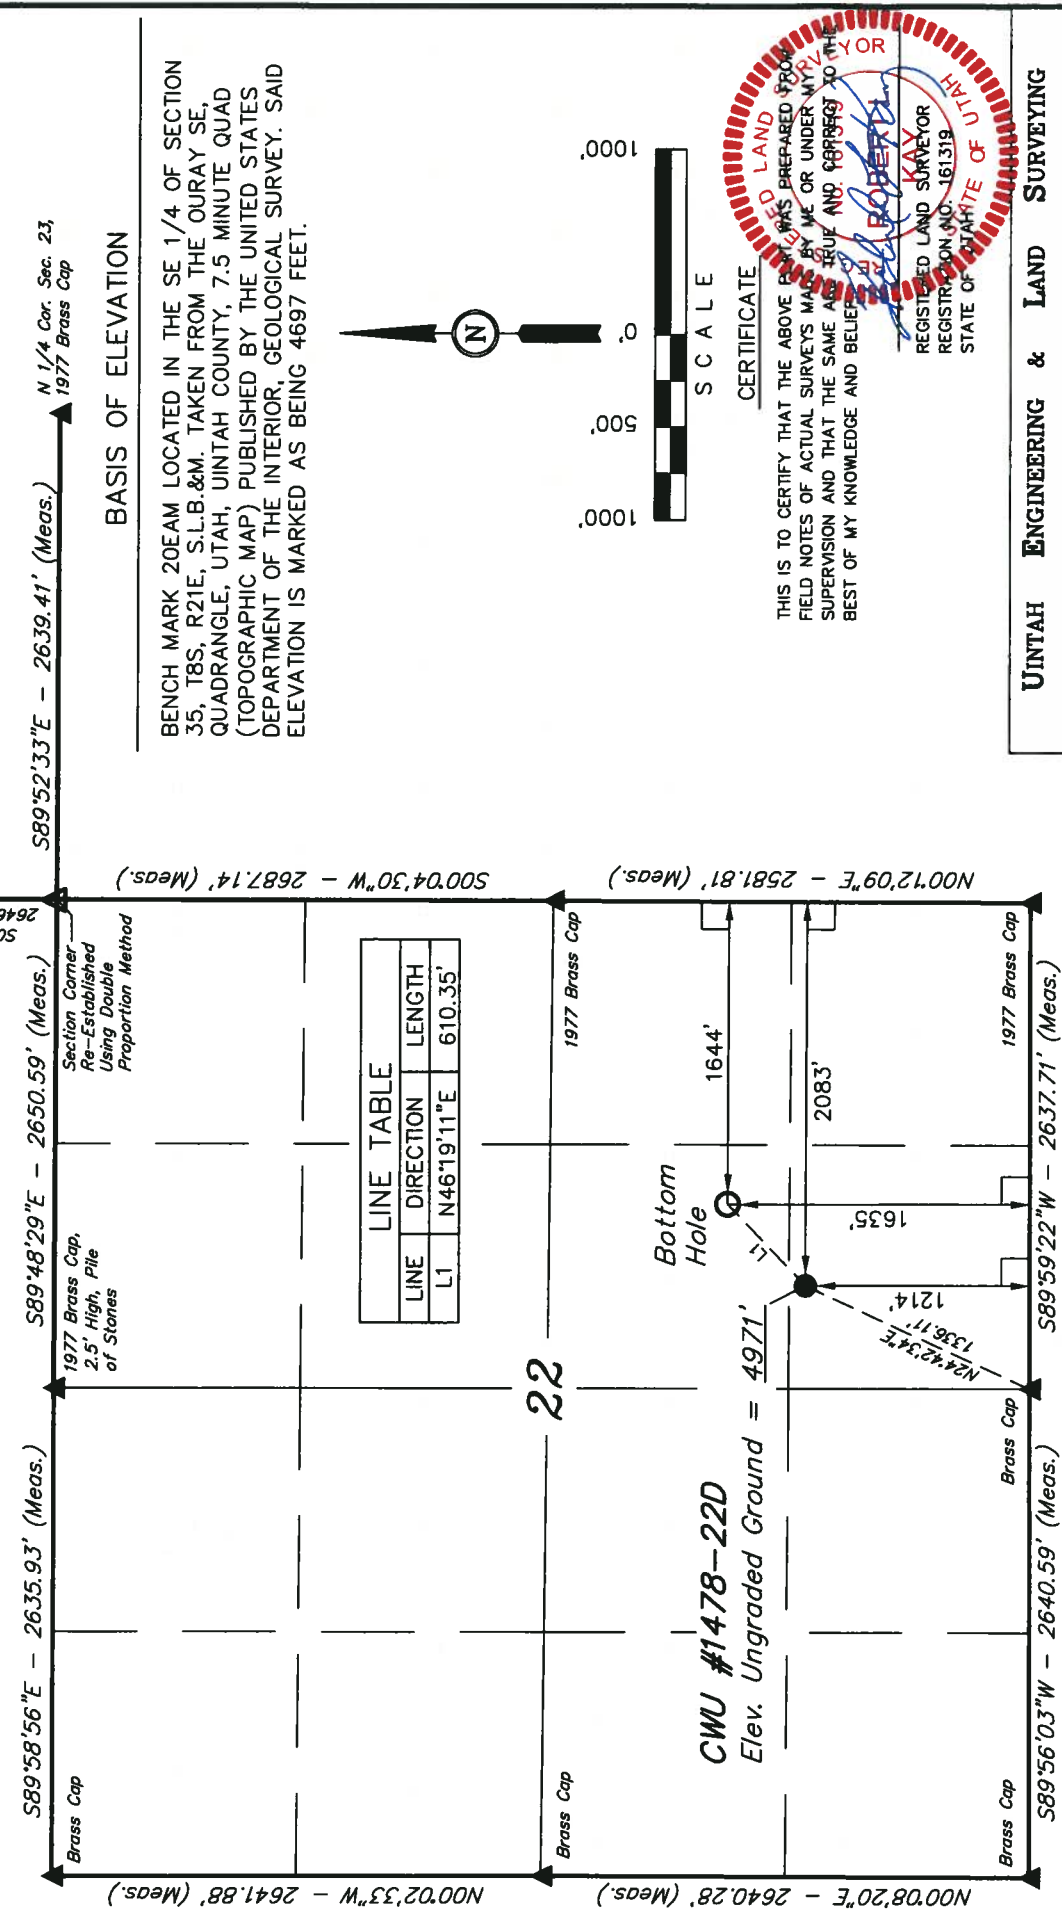 S89°58'56"E - 2635.93' (Meas.)
S89°48'29"E - 2650.59' (Meas.)
S89°52'33"E - 2639.41' (Meas.)
N 1/4 Cor. Sec. 23,
1977 Brass Cap
Brass Cap
1977 Brass Cap,
2.5' High, Pile
of Stones
Section Corner
Re-Established
Using Double
Proportion Method
N00°02'33"W - 2641.88' (Meas.)
S00°04'30"W - 2687.14' (Meas.)
LINE TABLE
LINE DIRECTION LENGTH
L1 N46°19'11"E 610.35'
22
Brass Cap
1977 Brass Cap
N00°08'20"E - 2640.28' (Meas.)
N00°12'09"E - 2581.81' (Meas.)
CWU #1478-22D
Elev. Ungraded Ground = 4971'
Bottom
Hole
L1
1644'
2083'
1635'
1214'
N24°42'34"E
1336.11'
Brass Cap
Brass Cap
1977 Brass Cap
S89°56'03"W - 2640.59' (Meas.)
S89°59'22"W - 2637.71' (Meas.)
BASIS OF ELEVATION
BENCH MARK 20EAM LOCATED IN THE SE 1/4 OF SECTION
35, T8S, R21E, S.L.B.&M. TAKEN FROM THE OURAY SE,
QUADRANGLE, UTAH, UINTAH COUNTY, 7.5 MINUTE QUAD
(TOPOGRAPHIC MAP) PUBLISHED BY THE UNITED STATES
DEPARTMENT OF THE INTERIOR, GEOLOGICAL SURVEY. SAID
ELEVATION IS MARKED AS BEING 4697 FEET.
N
1000' 500' 0' 1000'
SCALE
CERTIFICATE
THIS IS TO CERTIFY THAT THE ABOVE WAS PREPARED FROM
FIELD NOTES OF ACTUAL SURVEYS MADE BY ME OR UNDER MY
SUPERVISION AND THAT THE SAME ARE TRUE AND CORRECT TO THE
BEST OF MY KNOWLEDGE AND BELIEF
REGISTERED LAND SURVEYOR
REGISTRATION NO. 161319
STATE OF UTAH
REGISTERED LAND SURVEYOR
NO. 161319
ROBERT
KAY
STATE OF UTAH
UINTAH ENGINEERING & LAND SURVEYING